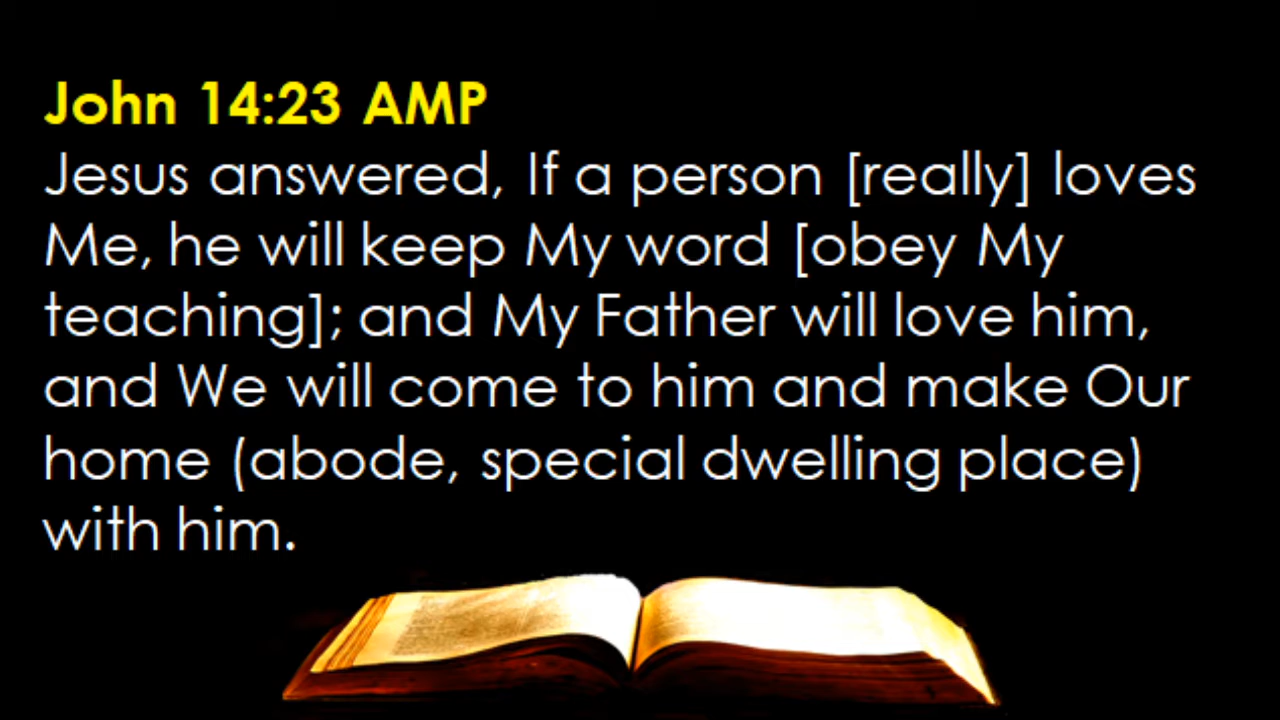 John 14:23 AMP
Jesus answered, If a person [really] loves
Me, he will keep My word [obey My
teaching]; and My Father will love him,
and We will come to him and make Our
home (abode, special dwelling place)
with him.